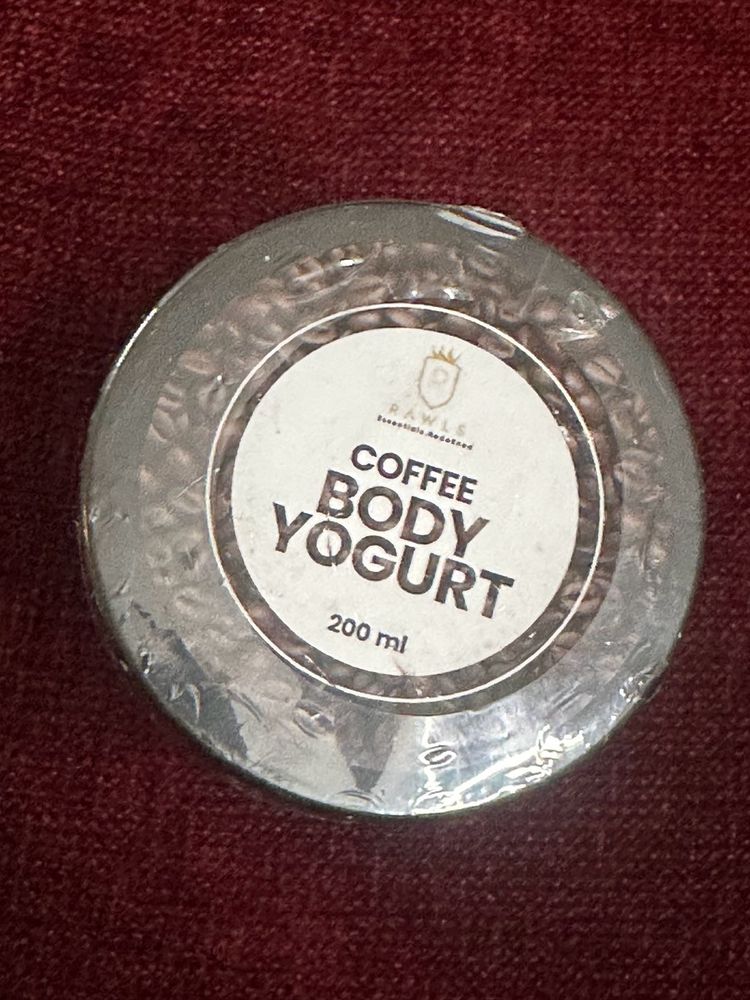 RAWLS
Essentials.Redefined
COFFEE
BODY
YOGURT
200 ml